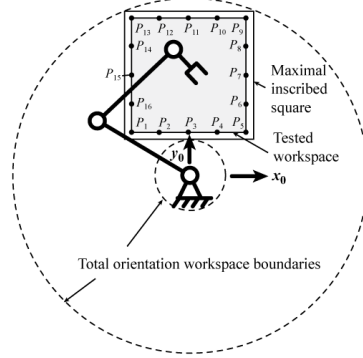 P13 P12 P11 P10 P9
P14 P8
P15 P7
P16 P6
P1 P2 P3 P4 P5
Maximal
inscribed
square
Tested
workspace
y0
x0
Total orientation workspace boundaries